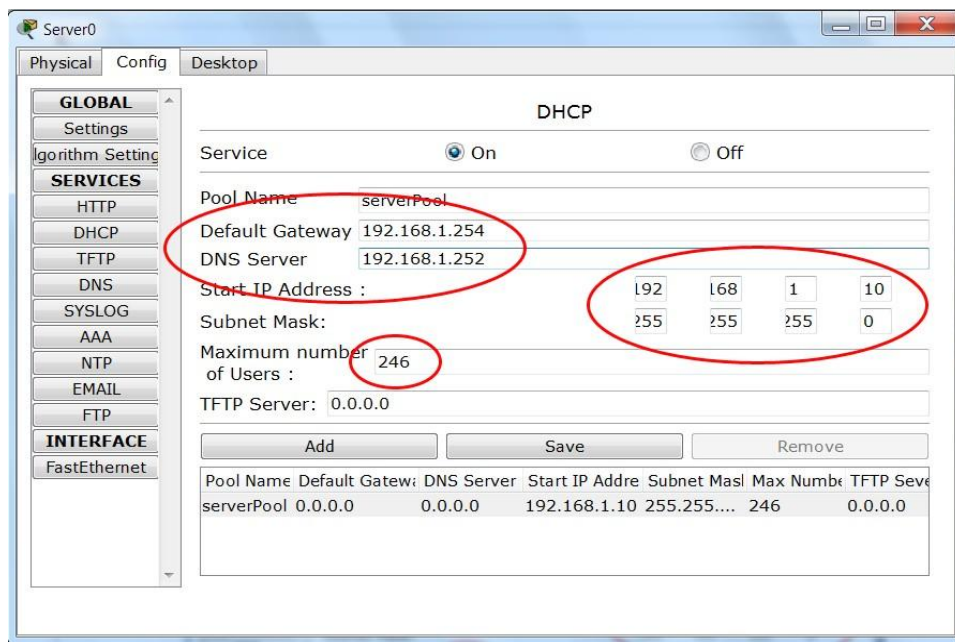 Server0
Physical Config Desktop
GLOBAL
Settings
lgorithm Setting
SERVICES
HTTP
DHCP
TFTP
DNS
SYSLOG
AAA
NTP
EMAIL
FTP
INTERFACE
FastEthernet
DHCP
Service On Off
Pool Name serverPool
Default Gateway 192.168.1.254
DNS Server 192.168.1.252
Start IP Address : 192 168 1 10
Subnet Mask: 255 255 255 0
Maximum number
of Users : 246
TFTP Server: 0.0.0.0
Add Save Remove
Pool Name Default Gatewa DNS Server Start IP Addre Subnet Mask Max Numbe TFTP Seve
serverPool 0.0.0.0 0.0.0.0 192.168.1.10 255.255.... 246 0.0.0.0